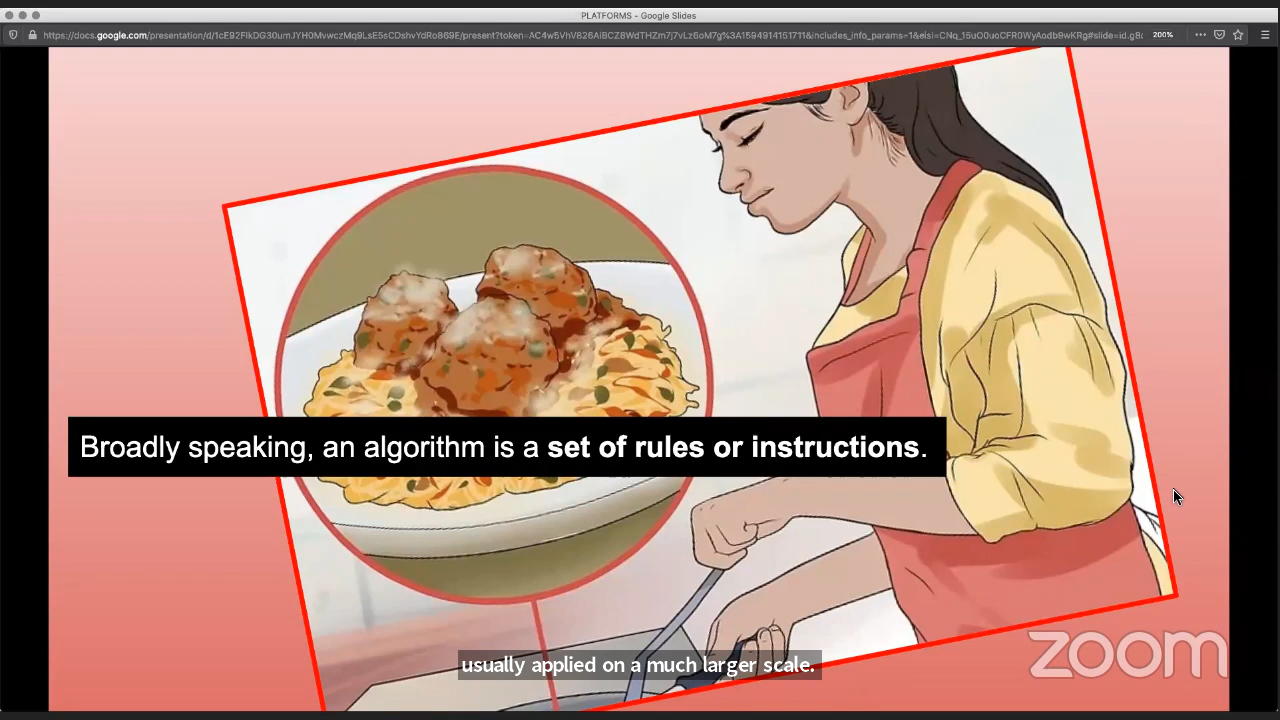 PLATFORMS - Google Slides
200%
Broadly speaking, an algorithm is a set of rules or instructions.
usually applied on a much larger scale.
zoom